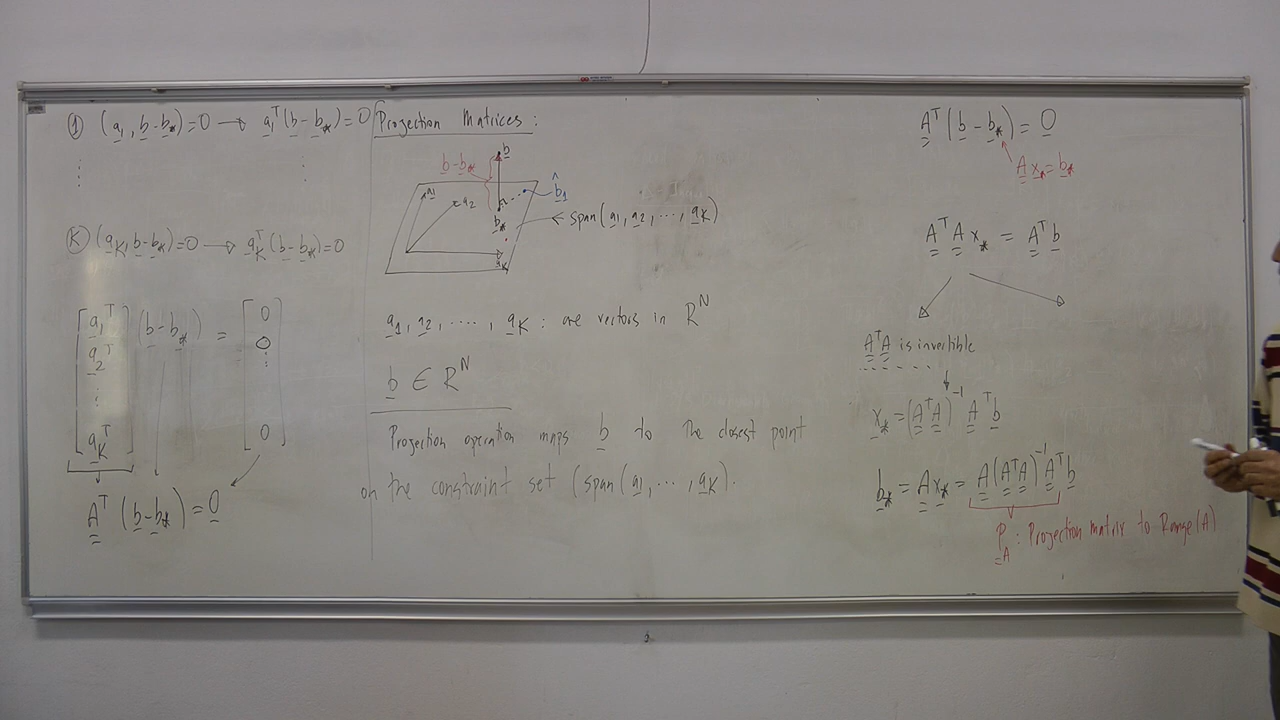 ① (a1, b-b*)=0 → a1^T(b-b*)=0
⋮ ⋮
Ⓚ (aK, b-b*)=0 → aK^T(b-b*)=0
[a1^T a2^T ⋮ aK^T] (b-b*) = [0 0 ⋮ 0]
A^T (b-b*) = 0
Projection Matrices:
b
b-b*
b̂1
a1
a2
b*
aK
← span(a1, a2, ..., aK)
a1, a2, ...., aK : are vectors in R^N
b ∈ R^N
Projection operation maps b to the closest point
on the constraint set (span(a1, ..., aK).
A^T (b - b*) = 0
A x* = b*
A^T A x* = A^T b
A^T A is invertible
x* = (A^T A)^-1 A^T b
b* = A x* = A (A^T A)^-1 A^T b
P_A : Projection matrix to Range(A)